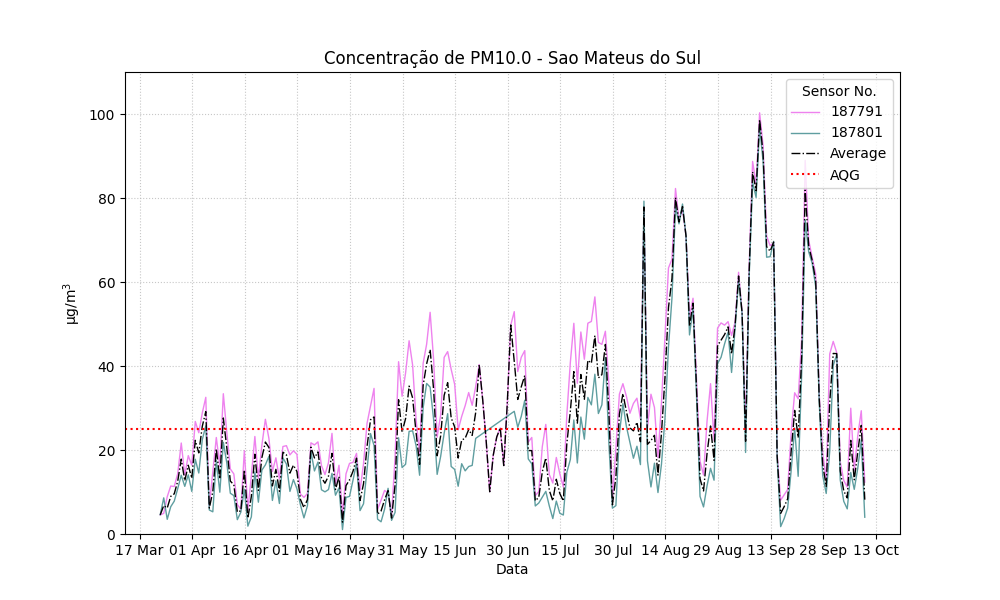 Concentração de PM10.0 - Sao Mateus do Sul
Sensor No.
187791
187801
Average
AQG
100
80
60
40
20
0
µg/m³
17 Mar 01 Apr 16 Apr 01 May 16 May 31 May 15 Jun 30 Jun 15 Jul 30 Jul 14 Aug 29 Aug 13 Sep 28 Sep 13 Oct
Data